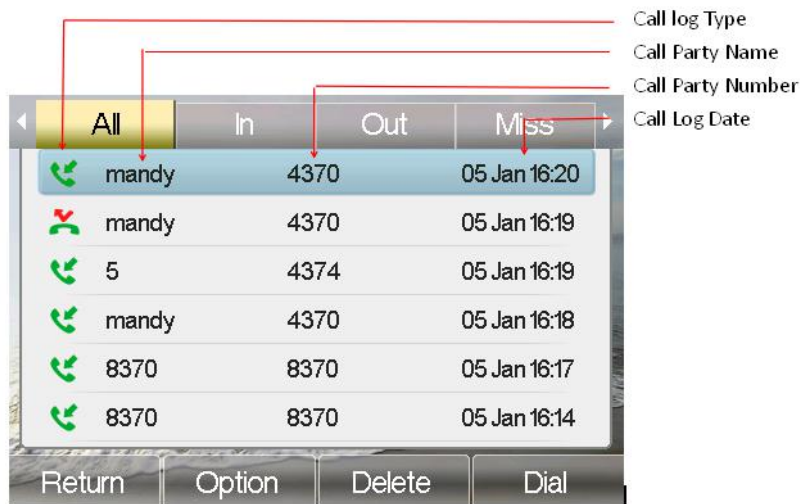 Call log Type
Call Party Name
Call Party Number
Call Log Date
All In Out Miss
mandy 4370 05 Jan 16:20
mandy 4370 05 Jan 16:19
5 4374 05 Jan 16:19
mandy 4370 05 Jan 16:18
8370 8370 05 Jan 16:17
8370 8370 05 Jan 16:14
Return Option Delete Dial